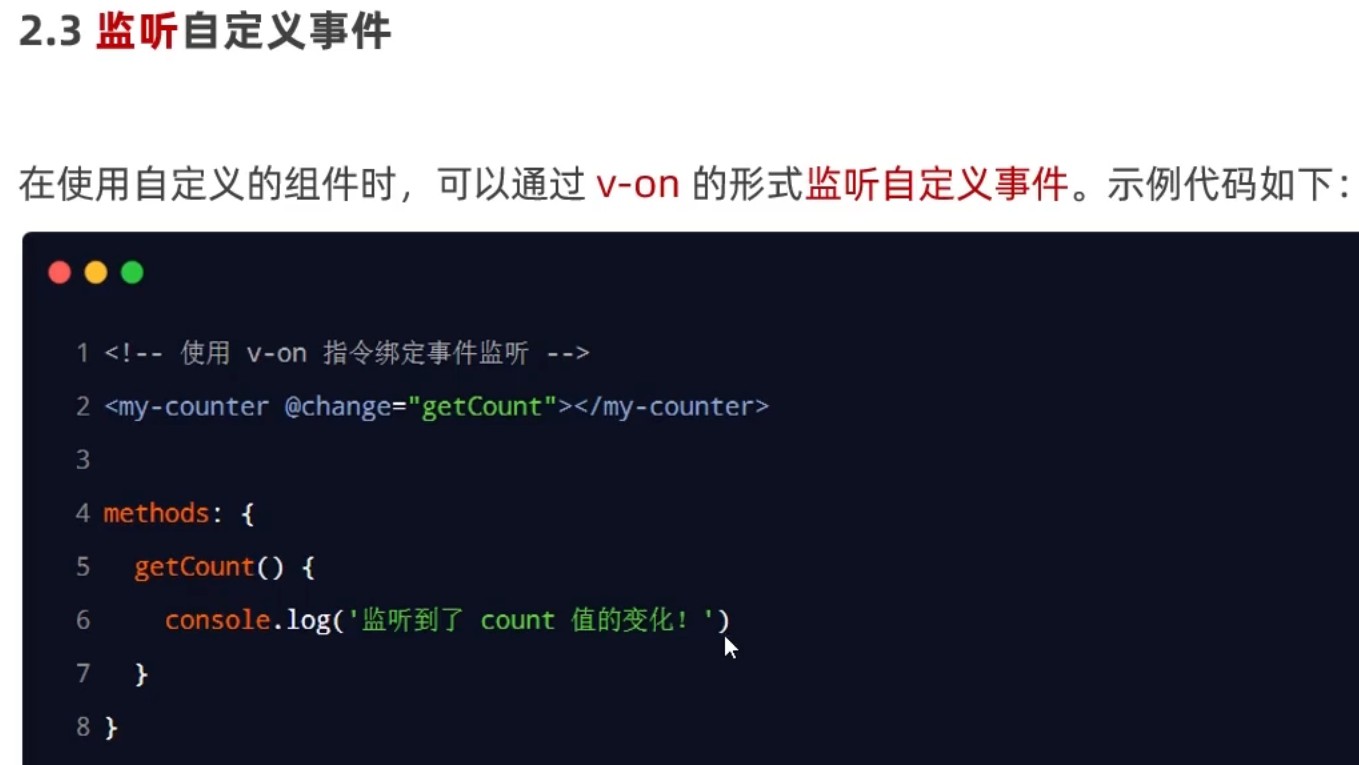 2.3 监听自定义事件
在使用自定义的组件时，可以通过 v-on 的形式监听自定义事件。示例代码如下：
1 <!-- 使用 v-on 指令绑定事件监听 -->
2 <my-counter @change="getCount"></my-counter>
3
4 methods: {
5   getCount() {
6     console.log('监听到了 count 值的变化！')
7   }
8 }